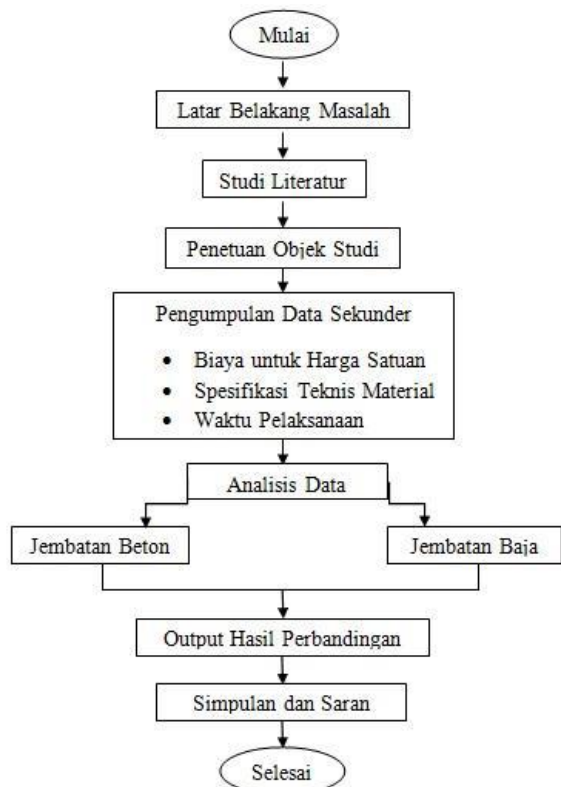 Mulai
Latar Belakang Masalah
Studi Literatur
Penetuan Objek Studi
Pengumpulan Data Sekunder
• Biaya untuk Harga Satuan
• Spesifikasi Teknis Material
• Waktu Pelaksanaan
Analisis Data
Jembatan Beton
Jembatan Baja
Output Hasil Perbandingan
Simpulan dan Saran
Selesai